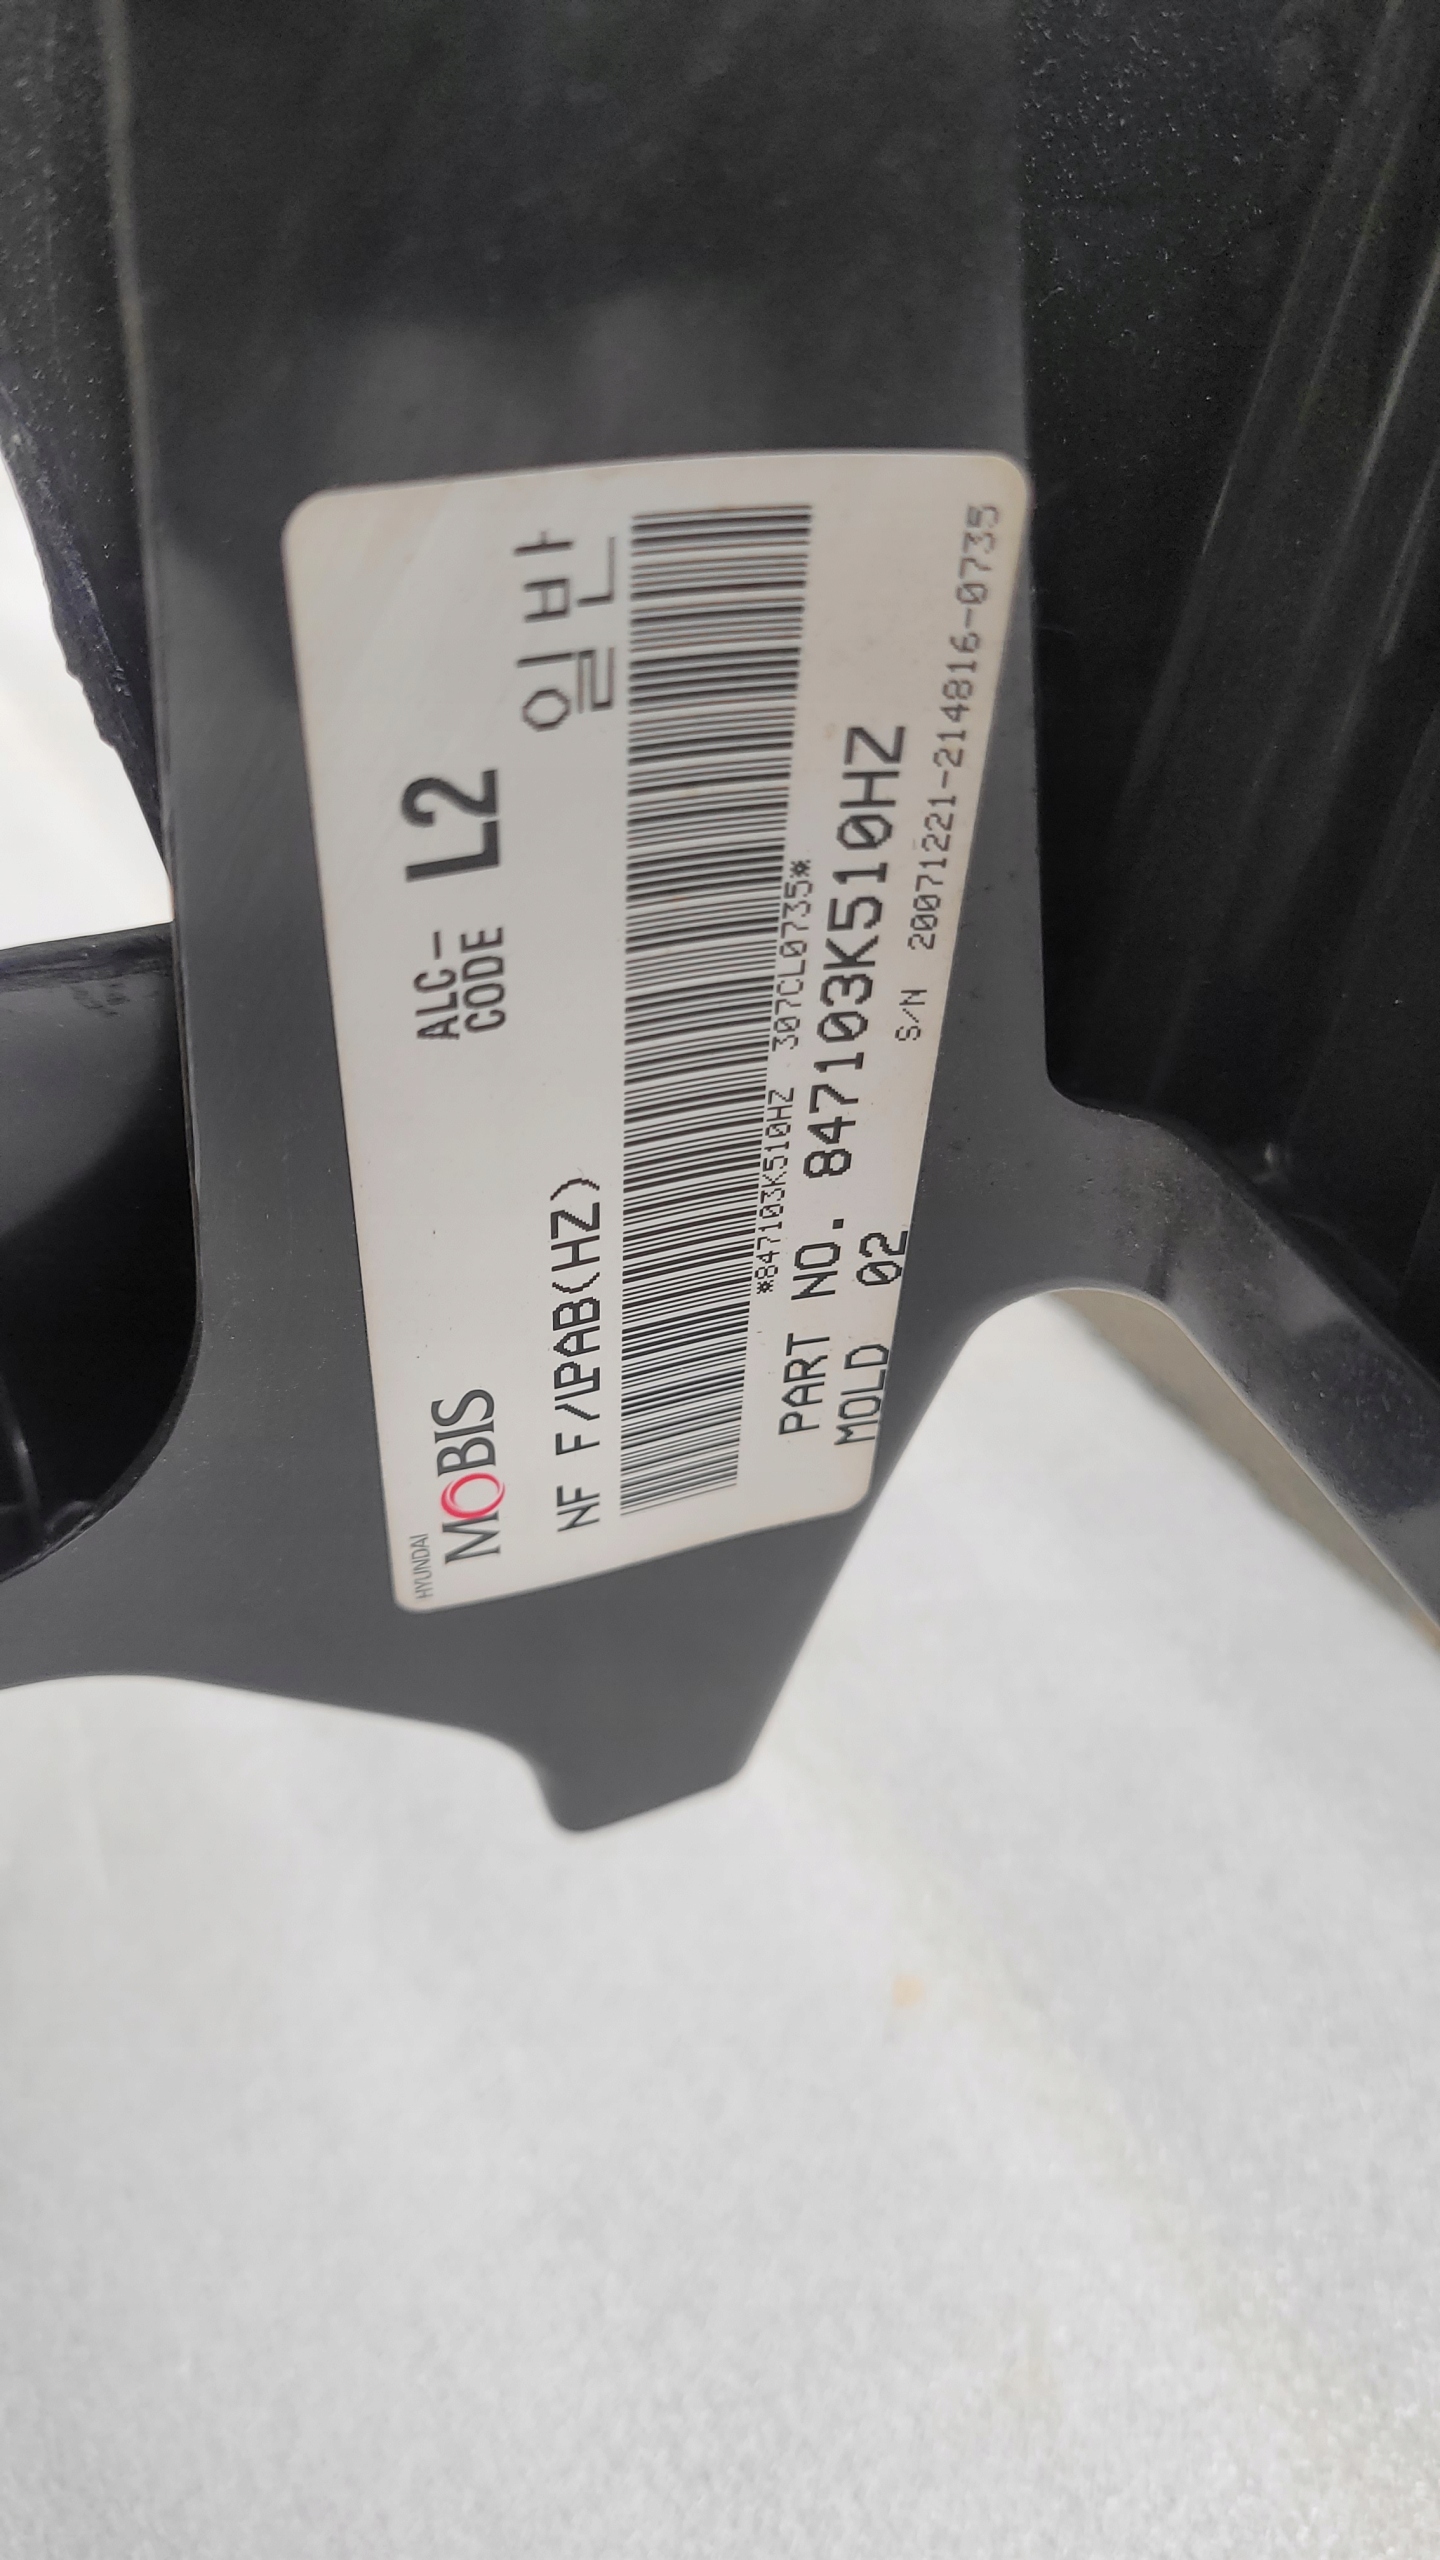 HYUNDAI
MOBIS
ALC-
CODE
L2
일반
NF F/LPAB(HZ)
*847103K510HZ 307CL0735*
PART NO. 847103K510HZ
MOLD 02
S/N 20071221-214816-0735